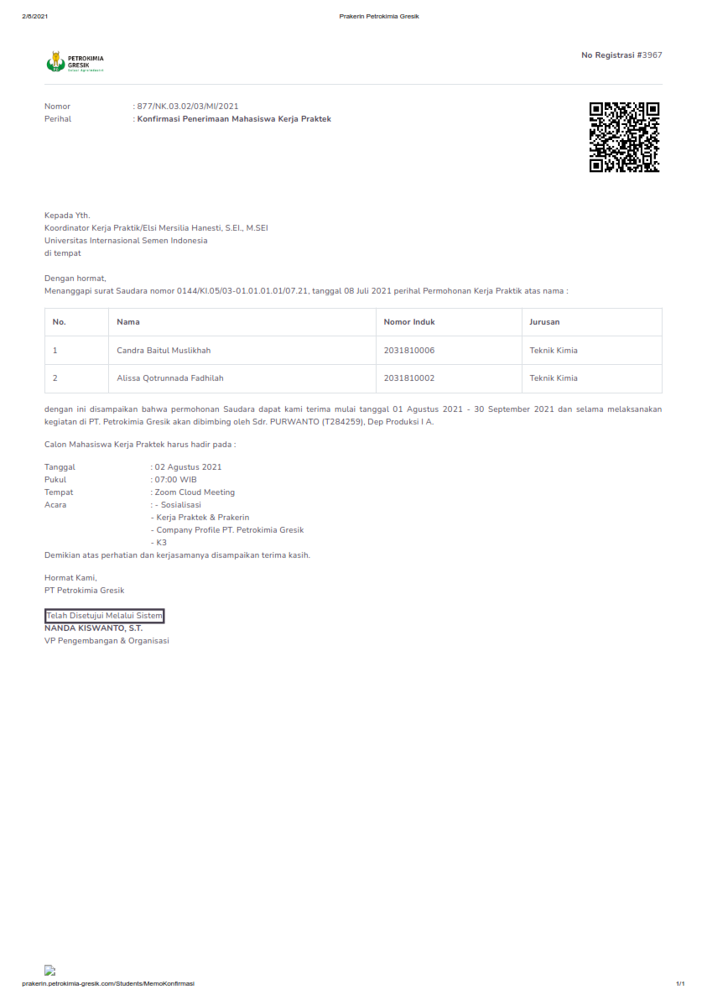 2/8/2021 Prakerin Petrokimia Gresik
PETROKIMIA
GRESIK
Solusi Agroindustri
No Registrasi #3967
Nomor : 877/NK.03.02/03/MI/2021
Perihal : Konfirmasi Penerimaan Mahasiswa Kerja Praktek
Kepada Yth.
Koordinator Kerja Praktik/Elsi Mersilia Hanesti, S.EI., M.SEI
Universitas Internasional Semen Indonesia
di tempat
Dengan hormat,
Menanggapi surat Saudara nomor 0144/KI.05/03-01.01.01.01/07.21, tanggal 08 Juli 2021 perihal Permohonan Kerja Praktik atas nama :
No. Nama Nomor Induk Jurusan
1 Candra Baitul Muslikhah 2031810006 Teknik Kimia
2 Alissa Qotrunnada Fadhilah 2031810002 Teknik Kimia
dengan ini disampaikan bahwa permohonan Saudara dapat kami terima mulai tanggal 01 Agustus 2021 - 30 September 2021 dan selama melaksanakan
kegiatan di PT. Petrokimia Gresik akan dibimbing oleh Sdr. PURWANTO (T284259), Dep Produksi I A.
Calon Mahasiswa Kerja Praktek harus hadir pada :
Tanggal : 02 Agustus 2021
Pukul : 07:00 WIB
Tempat : Zoom Cloud Meeting
Acara : - Sosialisasi
- Kerja Praktek & Prakerin
- Company Profile PT. Petrokimia Gresik
- K3
Demikian atas perhatian dan kerjasamanya disampaikan terima kasih.
Hormat Kami,
PT Petrokimia Gresik
Telah Disetujui Melalui Sistem
NANDA KISWANTO, S.T.
VP Pengembangan & Organisasi
prakerin.petrokimia-gresik.com/Students/MemoKonfirmasi 1/1